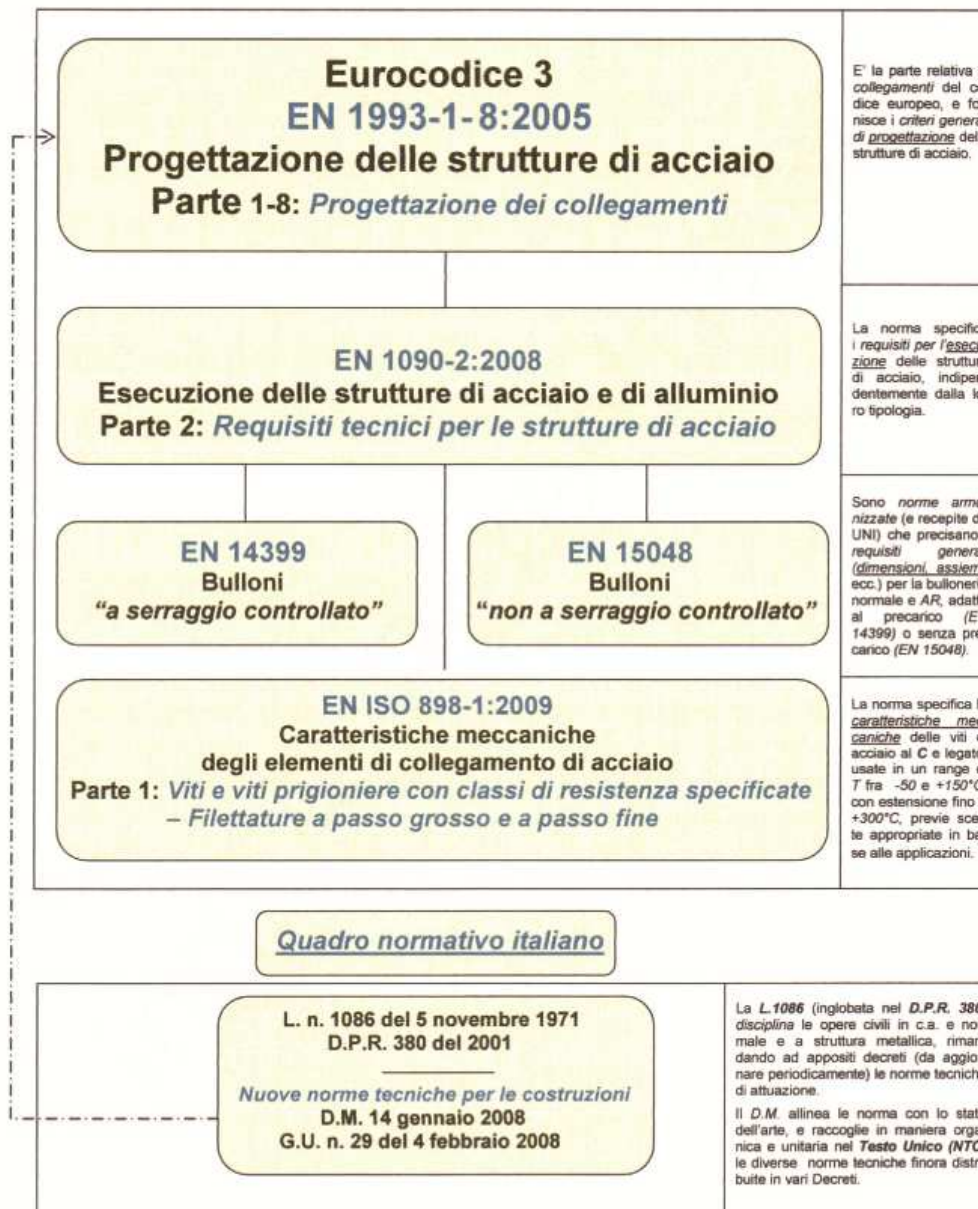 Eurocodice 3
EN 1993-1-8:2005
Progettazione delle strutture di acciaio
Parte 1-8: Progettazione dei collegamenti
E' la parte relativa
collegamenti del c
dice europeo, e fo
nisce i criteri genera
di progettazione del
strutture di acciaio.
EN 1090-2:2008
Esecuzione delle strutture di acciaio e di alluminio
Parte 2: Requisiti tecnici per le strutture di acciaio
La norma specific
i requisiti per l'esecu
zione delle struttur
di acciaio, indipen
dentemente dalla lo
ro tipologia.
EN 14399
Bulloni
“a serraggio controllato”
EN 15048
Bulloni
“non a serraggio controllato”
Sono norme armo
nizzate (e recepite d
UNI) che precisano
requisiti genera
(dimensioni, assiem
ecc.) per la bulloneri
normale e AR, adatt
al precarico (E
14399) o senza pre
carico (EN 15048).
EN ISO 898-1:2009
Caratteristiche meccaniche
degli elementi di collegamento di acciaio
Parte 1: Viti e viti prigioniere con classi di resistenza specificate
– Filettature a passo grosso e a passo fine
La norma specifica l
caratteristiche mec
caniche delle viti
acciaio al C e legate
usate in un range
T fra -50 e +150°C
con estensione fino
+300°C, previe scel
te appropriate in ba
se alle applicazioni.
Quadro normativo italiano
L. n. 1086 del 5 novembre 1971
D.P.R. 380 del 2001
Nuove norme tecniche per le costruzioni
D.M. 14 gennaio 2008
G.U. n. 29 del 4 febbraio 2008
La L.1086 (inglobata nel D.P.R. 380
disciplina le opere civili in c.a. e nor
male e a struttura metallica, riman
dando ad appositi decreti (da aggior
nare periodicamente) le norme tecniche
di attuazione.
Il D.M. allinea le norma con lo stat
dell'arte, e raccoglie in maniera orga
nica e unitaria nel Testo Unico (NTC
le diverse norme tecniche finora distri
buite in vari Decreti.